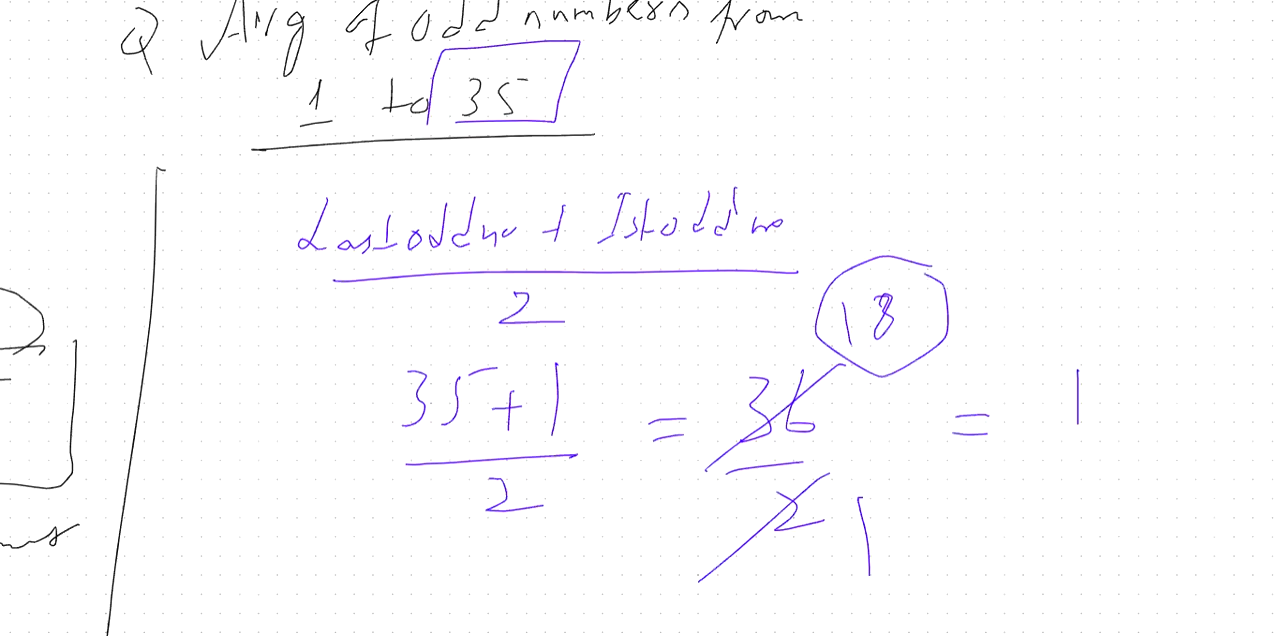 Q Avg of odd numbers from
1 to 35
Last odd no + Ist odd no
2
35+1 = 36 = 1
2 2 1
18